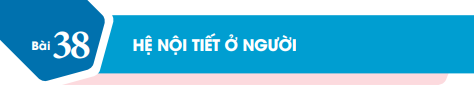 Bài 38 HỆ NỘI TIẾT Ở NGƯỜI